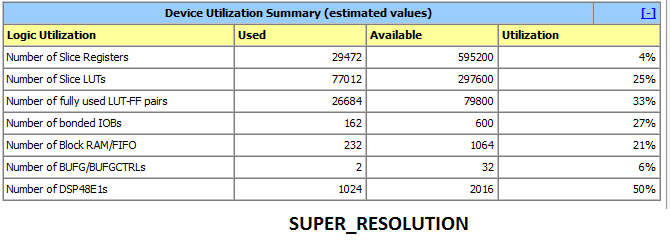 Device Utilization Summary (estimated values) [-]
Logic Utilization Used Available Utilization
Number of Slice Registers 29472 595200 4%
Number of Slice LUTs 77012 297600 25%
Number of fully used LUT-FF pairs 26684 79800 33%
Number of bonded IOBs 162 600 27%
Number of Block RAM/FIFO 232 1064 21%
Number of BUFG/BUFGCTRLs 2 32 6%
Number of DSP48E1s 1024 2016 50%
SUPER_RESOLUTION